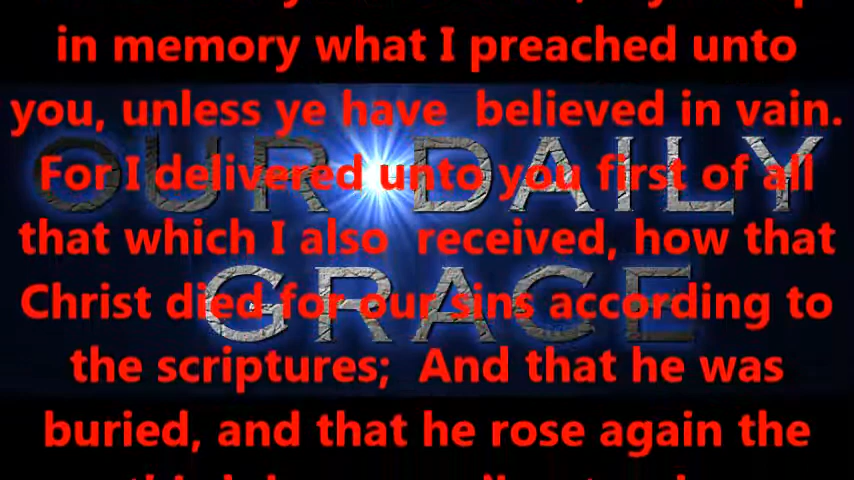 in memory what I preached unto
you, unless ye have believed in vain.
For I delivered unto you first of all
that which I also received, how that
Christ died for our sins according to
the scriptures; And that he was
buried, and that he rose again the
OUR DAILY
GRACE